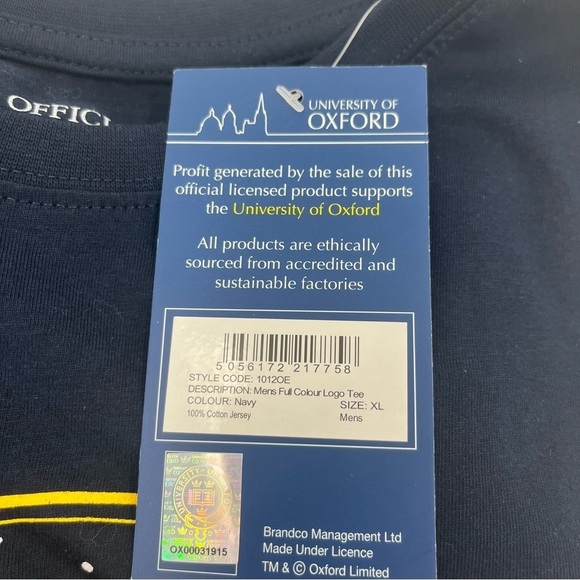 OFFICI
UNIVERSITY OF
OXFORD
Profit generated by the sale of this
official licensed product supports
the University of Oxford
All products are ethically
sourced from accredited and
sustainable factories
5 056172 217758
STYLE CODE: 1012OE
DESCRIPTION: Mens Full Colour Logo Tee
COLOUR: Navy SIZE: XL
100% Cotton Jersey Mens
OX00031915
Brandco Management Ltd
Made Under Licence
TM & © Oxford Limited